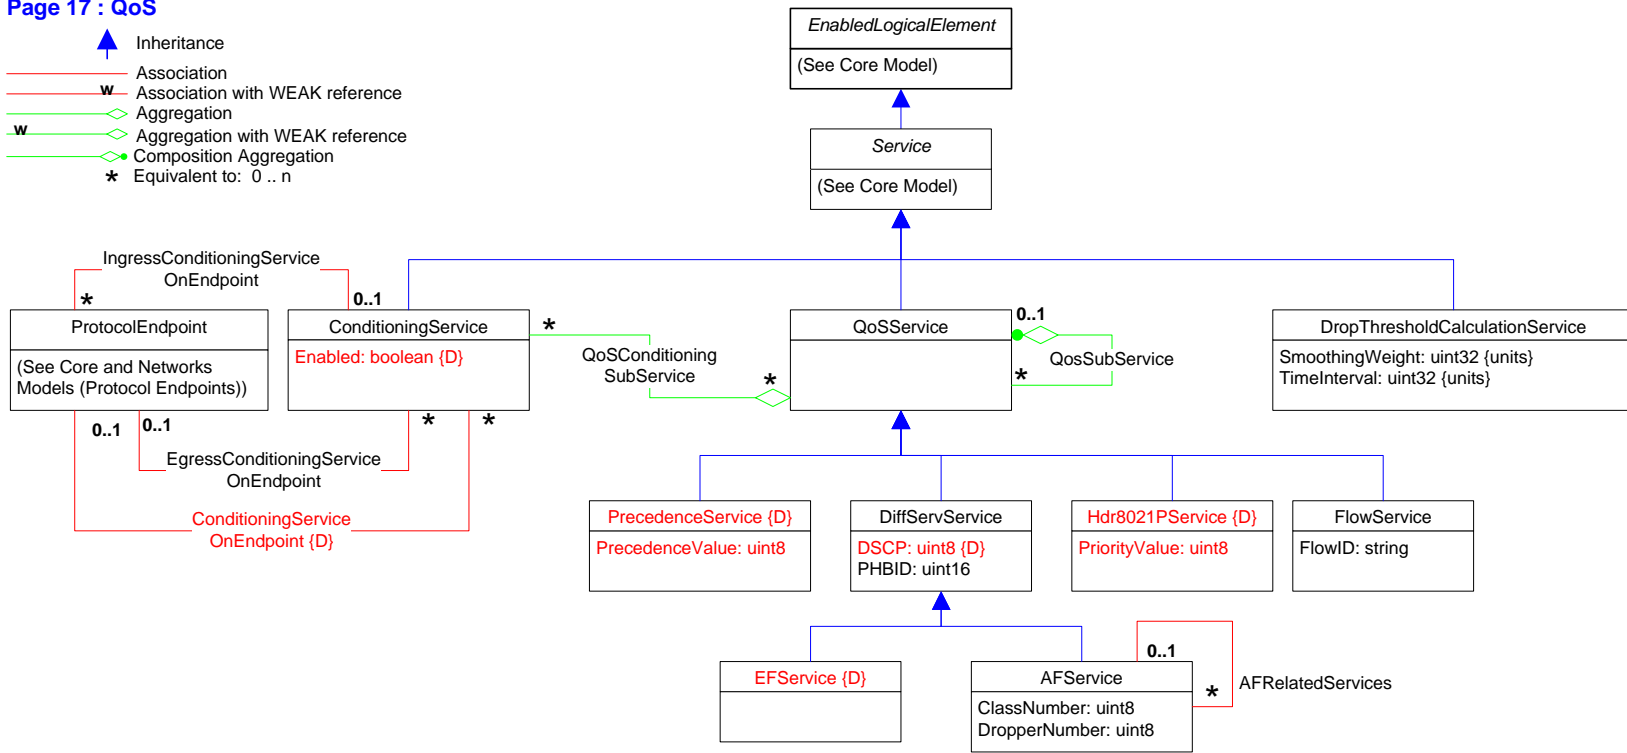 Page 17 : QoS
Inheritance
Association
w
Association with WEAK reference
Aggregation
w
Aggregation with WEAK reference
Composition Aggregation
* Equivalent to: 0 .. n
EnabledLogicalElement
(See Core Model)
Service
(See Core Model)
IngressConditioningService
OnEndpoint
*
0..1
ProtocolEndpoint
(See Core and Networks
Models (Protocol Endpoints))
ConditioningService
Enabled: boolean {D}
*
QoSConditioning
SubService
*
QoSService
0..1
QosSubService
*
DropThresholdCalculationService
SmoothingWeight: uint32 {units}
TimeInterval: uint32 {units}
0..1
0..1
*
*
EgressConditioningService
OnEndpoint
ConditioningService
OnEndpoint {D}
PrecedenceService {D}
PrecedenceValue: uint8
DiffServService
DSCP: uint8 {D}
PHBID: uint16
Hdr8021PService {D}
PriorityValue: uint8
FlowService
FlowID: string
EFService {D}
AFService
ClassNumber: uint8
DropperNumber: uint8
0..1
*
AFRelatedServices